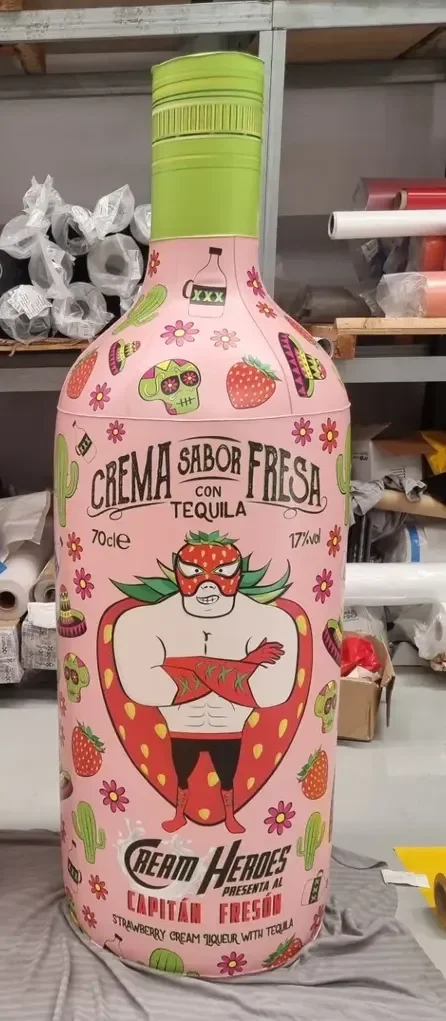 XXX
CREMA SABOR FRESA
CON
TEQUILA
70cl℮
17%vol
XXXX
CREAM HEROES
PRESENTA AL
CAPITÁN FRESÓN
STRAWBERRY CREAM LIQUEUR WITH TEQUILA